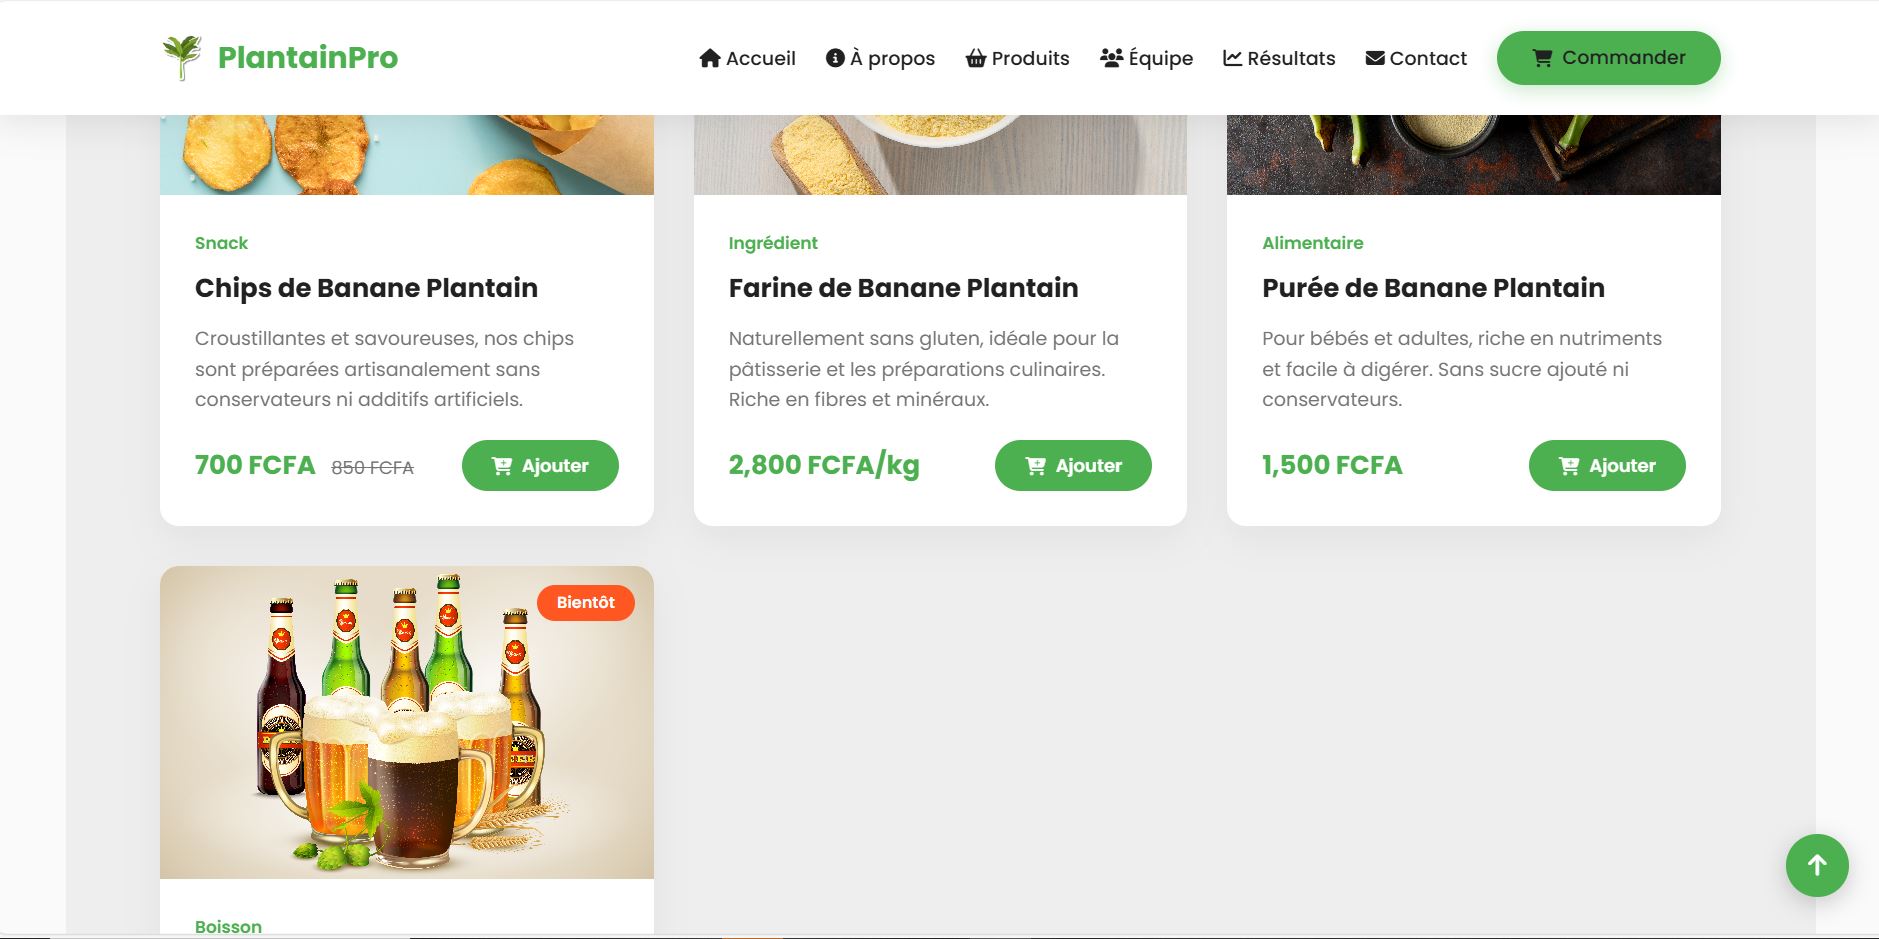 PlantainPro
Accueil
À propos
Produits
Équipe
Résultats
Contact
Commander
Snack
Chips de Banane Plantain
Croustillantes et savoureuses, nos chips
sont préparées artisanalement sans
conservateurs ni additifs artificiels.
700 FCFA 850 FCFA
Ajouter
Ingrédient
Farine de Banane Plantain
Naturellement sans gluten, idéale pour la
pâtisserie et les préparations culinaires.
Riche en fibres et minéraux.
2,800 FCFA/kg
Ajouter
Alimentaire
Purée de Banane Plantain
Pour bébés et adultes, riche en nutriments
et facile à digérer. Sans sucre ajouté ni
conservateurs.
1,500 FCFA
Ajouter
Bientôt
Boisson